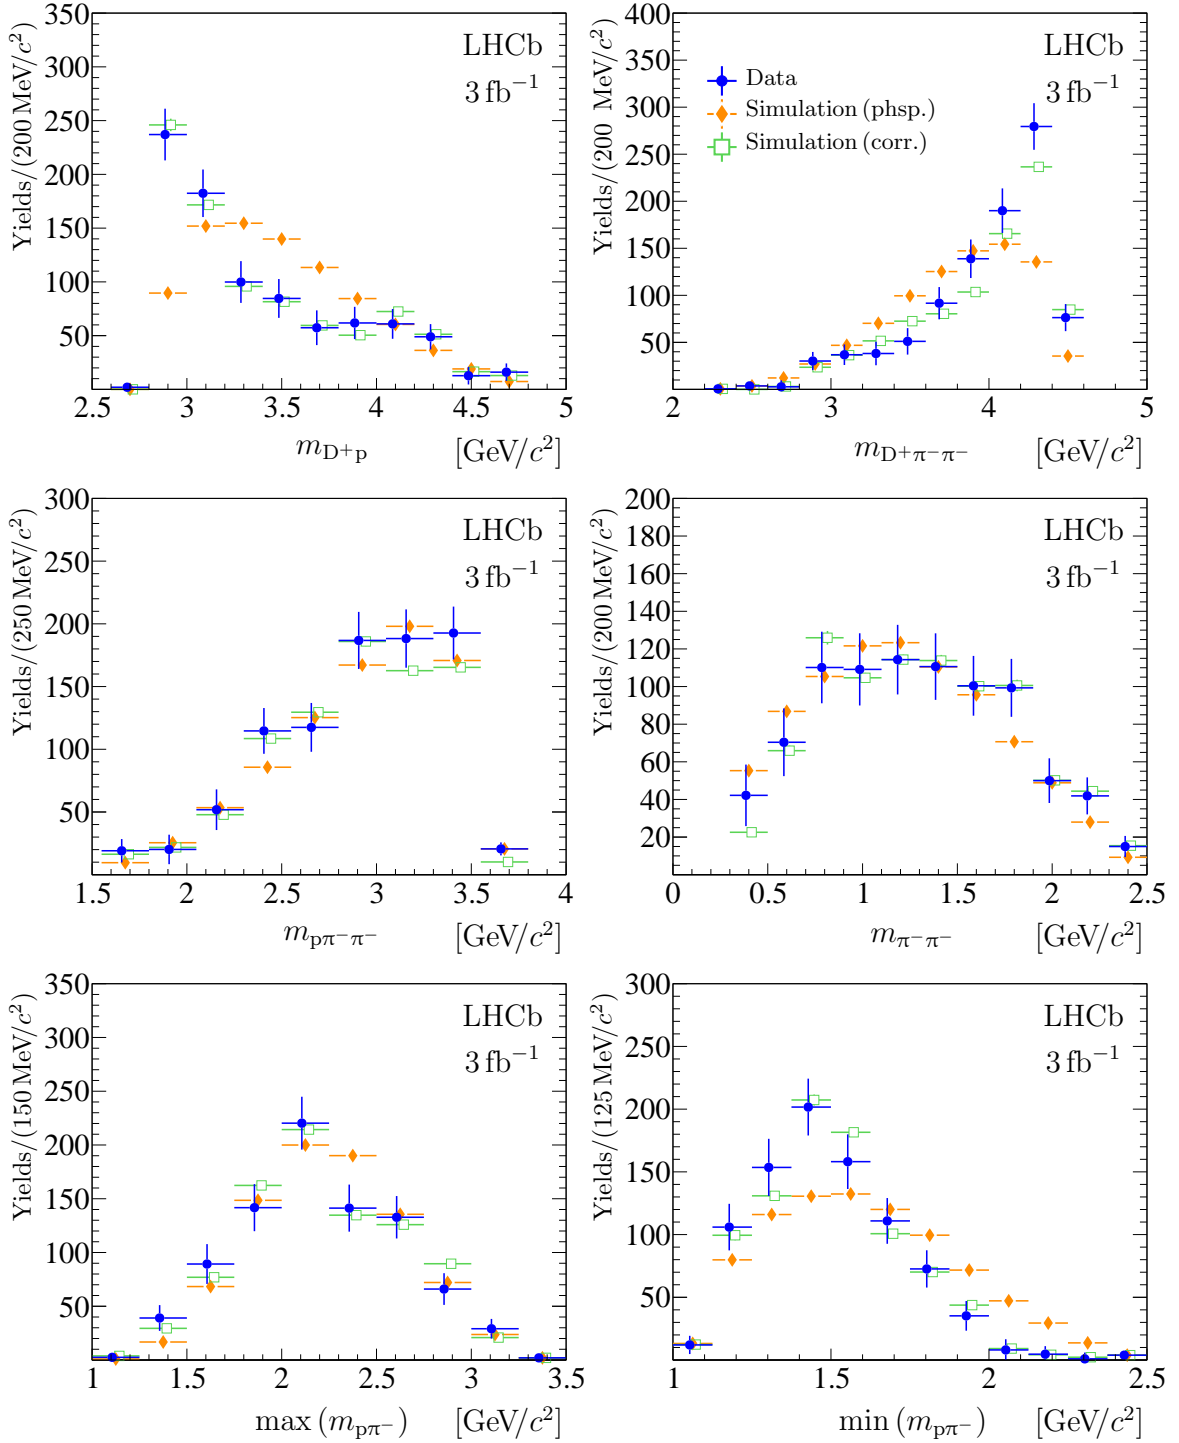 Yields/(200 MeV/c²)
350
300
250
200
150
100
50
2.5 3 3.5 4 4.5 5
LHCb
3 fb⁻¹
m_D⁺p [GeV/c²]
Yields/(200 MeV/c²)
400
350
300
250
200
150
100
50
2 3 4 5
LHCb
3 fb⁻¹
Data
Simulation (phsp.)
Simulation (corr.)
m_D⁺π⁻π⁻ [GeV/c²]
Yields/(250 MeV/c²)
300
250
200
150
100
50
1.5 2 2.5 3 3.5 4
LHCb
3 fb⁻¹
m_pπ⁻π⁻ [GeV/c²]
Yields/(200 MeV/c²)
200
180
160
140
120
100
80
60
40
20
0 0.5 1 1.5 2 2.5
LHCb
3 fb⁻¹
m_π⁻π⁻ [GeV/c²]
Yields/(150 MeV/c²)
350
300
250
200
150
100
50
1 1.5 2 2.5 3 3.5
LHCb
3 fb⁻¹
max (m_pπ⁻) [GeV/c²]
Yields/(125 MeV/c²)
300
250
200
150
100
50
1 1.5 2 2.5
LHCb
3 fb⁻¹
min (m_pπ⁻) [GeV/c²]